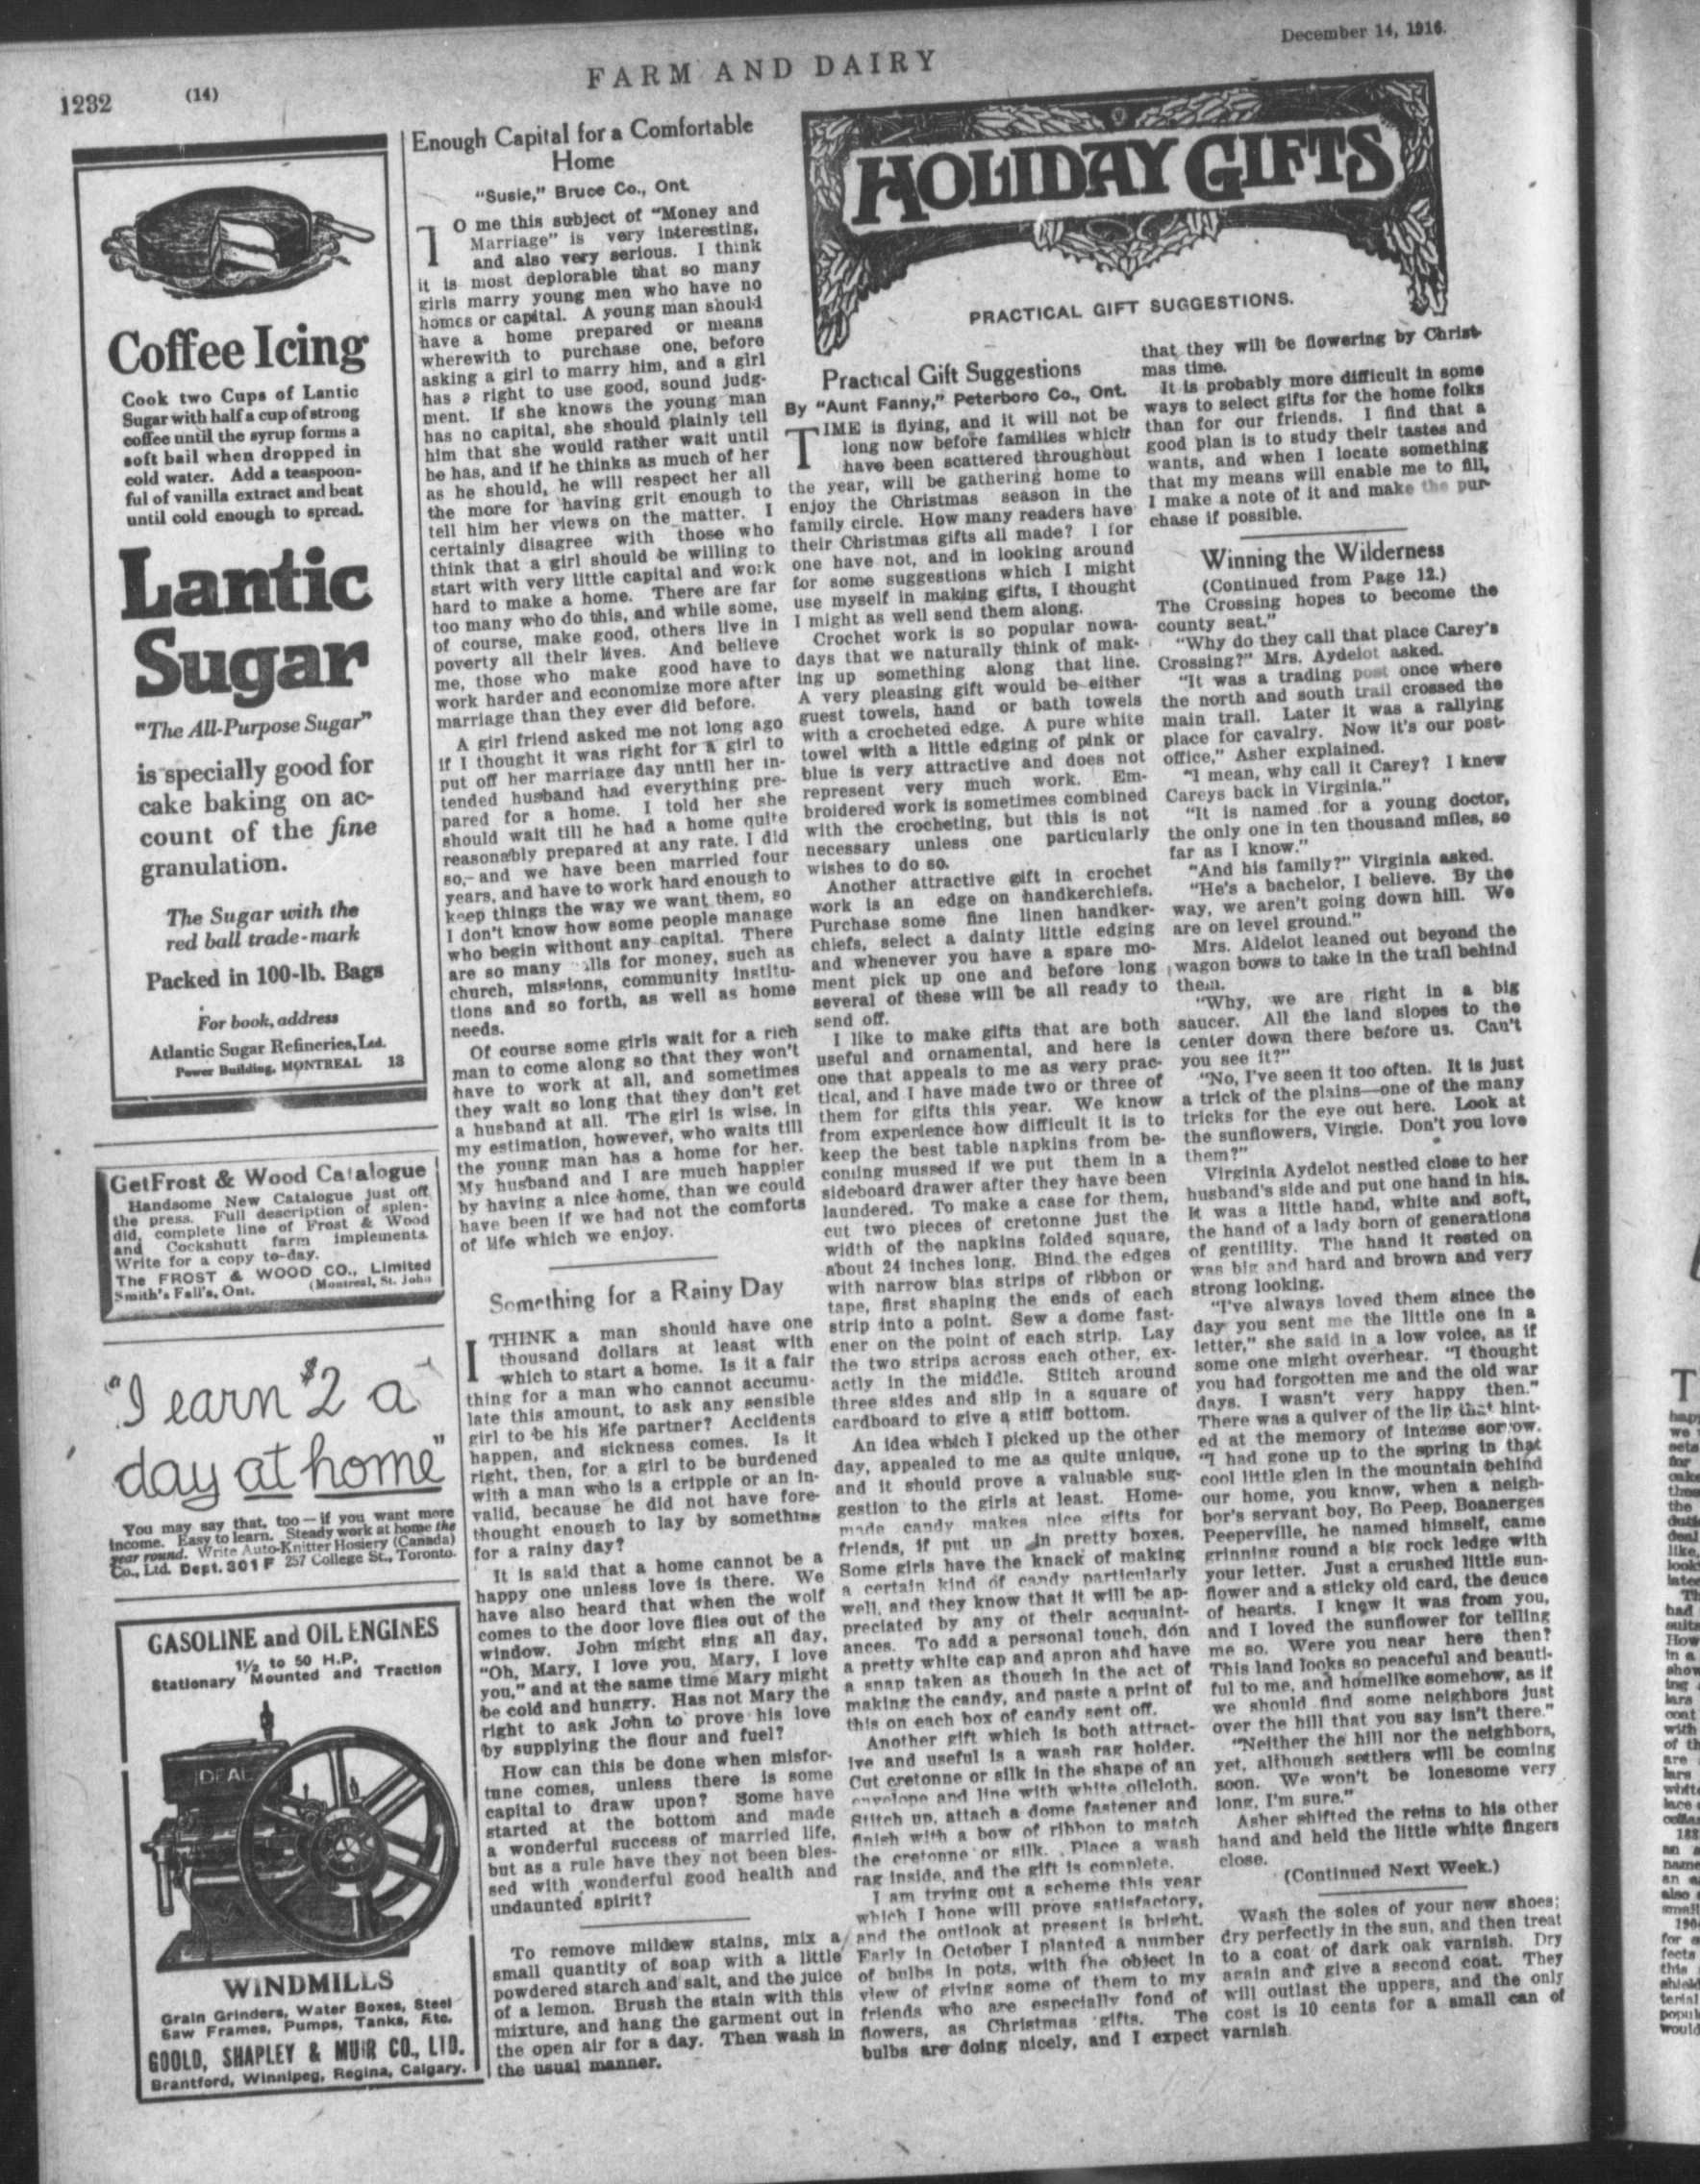 1232
(14)
FARM AND DAIRY
December 14, 1916.
Coffee Icing
Cook two Cups of Lantic
Sugar with half a cup of strong
coffee until the syrup forms a
soft ball when dropped in
cold water. Add a teaspoon-
ful of vanilla extract and beat
until cold enough to spread.
Lantic
Sugar
"The All-Purpose Sugar"
is specially good for
cake baking on ac-
count of the fine
granulation.
The Sugar with the
red ball trade-mark
Packed in 100-lb. Bags
For book, address
Atlantic Sugar Refineries, Ltd.
Power Building, MONTREAL 13
Get Frost & Wood Catalogue
Handsome New Catalogue just off
the press. Full description of splen-
did, complete line of Frost & Wood
and Cockshutt farm implements.
Write for a copy to-day.
The FROST & WOOD CO., Limited
Smith's Fall's, Ont. (Montreal, St. John
"I earn $2 a
day at home"
You may say that, too—if you want more
income. Easy to learn. Steady work at home the
year round. Write Auto-Knitter Hosiery (Canada)
Co., Ltd. Dept. 301 F 257 College St., Toronto.
GASOLINE and OIL ENGINES
1½ to 50 H.P.
Stationary Mounted and Traction
IDEAL
WINDMILLS
Grain Grinders, Water Boxes, Steel
Saw Frames, Pumps, Tanks, Etc.
GOOLD, SHAPLEY & MUIR CO., LTD.
Brantford, Winnipeg, Regina, Calgary.
Enough Capital for a Comfortable
Home
"Susie," Bruce Co., Ont.
TO me this subject of "Money and
Marriage" is very interesting,
and also very serious. I think
it is most deplorable that so many
girls marry young men who have no
homes or capital. A young man should
have a home prepared or means
wherewith to purchase one, before
asking a girl to marry him, and a girl
has a right to use good, sound judg-
ment. If she knows the young man
has no capital, she should plainly tell
him that she would rather wait until
he has, and if he thinks as much of her
as he should, he will respect her all
the more for having grit enough to
tell him her views on the matter. I
certainly disagree with those who
think that a girl should be willing to
start with very little capital and work
hard to make a home. There are far
too many who do this, and while some,
of course, make good, others live in
poverty all their lives. And believe
me, those who make good have to
work harder and economize more after
marriage than they ever did before.
A girl friend asked me not long ago
if I thought it was right for a girl to
put off her marriage day until her in-
tended husband had everything pre-
pared for a home. I told her she
should wait till he had a home quite
reasonably prepared at any rate. I did
so, and we have been married four
years, and have to work hard enough to
keep things the way we want them, so
I don't know how some people manage
who begin without any capital. There
are so many calls for money, such as
church, missions, community institu-
tions and so forth, as well as home
needs.
Of course some girls wait for a rich
man to come along so that they won't
have to work at all, and sometimes
they wait so long that they don't get
a husband at all. The girl is wise, in
my estimation, however, who waits till
the young man has a home for her.
My husband and I are much happier
by having a nice home, than we could
have been if we had not the comforts
of life which we enjoy.
Something for a Rainy Day
I THINK a man should have one
thousand dollars at least with
which to start a home. Is it a fair
thing for a man who cannot accumu-
late this amount, to ask any sensible
girl to be his life partner? Accidents
happen, and sickness comes. Is it
right, then, for a girl to be burdened
with a man who is a cripple or an in-
valid, because he did not have fore-
thought enough to lay by something
for a rainy day?
It is said that a home cannot be a
happy one unless love is there. We
have also heard that when the wolf
comes to the door love flies out of the
window. John might sing all day,
"Oh, Mary, I love you, Mary, I love
you," and at the same time Mary might
be cold and hungry. Has not Mary the
right to ask John to prove his love
by supplying the flour and fuel?
How can this be done when misfor-
tune comes, unless there is some
capital to draw upon? Some have
started at the bottom and made
a wonderful success of married life,
but as a rule have they not been bles-
sed with wonderful good health and
undaunted spirit?
To remove mildew stains, mix a
small quantity of soap with a little
powdered starch and salt, and the juice
of a lemon. Brush the stain with this
mixture, and hang the garment out in
the open air for a day. Then wash in
the usual manner.
HOLIDAY GIFTS
PRACTICAL GIFT SUGGESTIONS.
Practical Gift Suggestions
By "Aunt Fanny," Peterboro Co., Ont.
TIME is flying, and it will not be
long now before families which
have been scattered throughout
the year, will be gathering home to
enjoy the Christmas season in the
family circle. How many readers have
their Christmas gifts all made? I for
one have not, and in looking around
for some suggestions which I might
use myself in making gifts, I thought
I might as well send them along.
Crochet work is so popular nowa-
days that we naturally think of mak-
ing up something along that line.
A very pleasing gift would be either
guest towels, hand or bath towels
with a crocheted edge. A pure white
towel with a little edging of pink or
blue is very attractive and does not
represent very much work. Em-
broidered work is sometimes combined
with the crocheting, but this is not
necessary unless one particularly
wishes to do so.
Another attractive gift in crochet
work is an edge on handkerchiefs.
Purchase some fine linen handker-
chiefs, select a dainty little edging
and whenever you have a spare mo-
ment pick up one and before long
several of these will be all ready to
send off.
I like to make gifts that are both
useful and ornamental, and here is
one that appeals to me as very prac-
tical, and I have made two or three of
them for gifts this year. We know
from experience how difficult it is to
keep the best table napkins from be-
coming mussed if we put them in a
sideboard drawer after they have been
laundered. To make a case for them,
cut two pieces of cretonne just the
width of the napkins folded square,
about 24 inches long. Bind the edges
with narrow bias strips of ribbon or
tape, first shaping the ends of each
strip into a point. Sew a dome fast-
ener on the point of each strip. Lay
the two strips across each other, ex-
actly in the middle. Stitch around
three sides and slip in a square of
cardboard to give a stiff bottom.
An idea which I picked up the other
day, appealed to me as quite unique,
and it should prove a valuable sug-
gestion to the girls at least. Home-
made candy makes nice gifts for
friends, if put up in pretty boxes.
Some girls have the knack of making
a certain kind of candy particularly
well, and they know that it will be ap-
preciated by any of their acquaint-
ances. To add a personal touch, don
a pretty white cap and apron and have
a snap taken as though in the act of
making the candy, and paste a print of
this on each box of candy sent off.
Another gift which is both attract-
ive and useful is a wash rag holder.
Cut cretonne or silk in the shape of an
envelope and line with white oilcloth.
Stitch up, attach a dome fastener and
finish with a bow of ribbon to match
the cretonne or silk. Place a wash
rag inside, and the gift is complete.
I am trying out a scheme this year
which I hope will prove satisfactory,
and the outlook at present is bright.
Early in October I planted a number
of bulbs in pots, with the object in
view of giving some of them to my
friends who are especially fond of
flowers, as Christmas gifts. The
bulbs are doing nicely, and I expect
that they will be flowering by Christ-
mas time.
It is probably more difficult in some
ways to select gifts for the home folks
than for our friends. I find that a
good plan is to study their tastes and
wants, and when I locate something
that my means will enable me to fill,
I make a note of it and make the pur-
chase if possible.
Winning the Wilderness
(Continued from Page 12.)
The Crossing hopes to become the
county seat."
"Why do they call that place Carey's
Crossing?" Mrs. Aydelot asked.
"It was a trading post once where
the north and south trail crossed the
main trail. Later it was a rallying
place for cavalry. Now it's our post-
office," Asher explained.
"I mean, why call it Carey? I knew
Careys back in Virginia."
"It is named for a young doctor,
the only one in ten thousand miles, so
far as I know."
"And his family?" Virginia asked.
"He's a bachelor, I believe. By the
way, we aren't going down hill. We
are on level ground."
Mrs. Aldelot leaned out beyond the
wagon bows to take in the trail behind
them.
"Why, we are right in a big
saucer. All the land slopes to the
center down there before us. Can't
you see it?"
"No, I've seen it too often. It is just
a trick of the plains—one of the many
tricks for the eye out here. Look at
the sunflowers, Virgie. Don't you love
them?"
Virginia Aydelot nestled close to her
husband's side and put one hand in his.
It was a little hand, white and soft,
the hand of a lady born of generations
of gentility. The hand it rested on
was big and hard and brown and very
strong looking.
"I've always loved them since the
day you sent me the little one in a
letter," she said in a low voice, as if
some one might overhear. "I thought
you had forgotten me and the old war
days. I wasn't very happy then."
There was a quiver of the lip that hint-
ed at the memory of intense sorrow.
"I had gone up to the spring in that
cool little glen in the mountain behind
our home, you know, when a neigh-
bor's servant boy, Bo Peep, Boanerges
Peeperville, he named himself, came
grinning round a big rock ledge with
your letter. Just a crushed little sun-
flower and a sticky old card, the deuce
of hearts. I knew it was from you,
and I loved the sunflower for telling
me so. Were you near here then?
This land looks so peaceful and beauti-
ful to me, and homelike somehow, as if
we should find some neighbors just
over the hill that you say isn't there."
"Neither the hill nor the neighbors,
yet, although settlers will be coming
soon. We won't be lonesome very
long, I'm sure."
Asher shifted the reins to his other
hand and held the little white fingers
close.
(Continued Next Week.)
Wash the soles of your new shoes;
dry perfectly in the sun, and then treat
to a coat of dark oak varnish. Dry
again and give a second coat. They
will outlast the uppers, and the only
cost is 10 cents for a small can of
varnish.